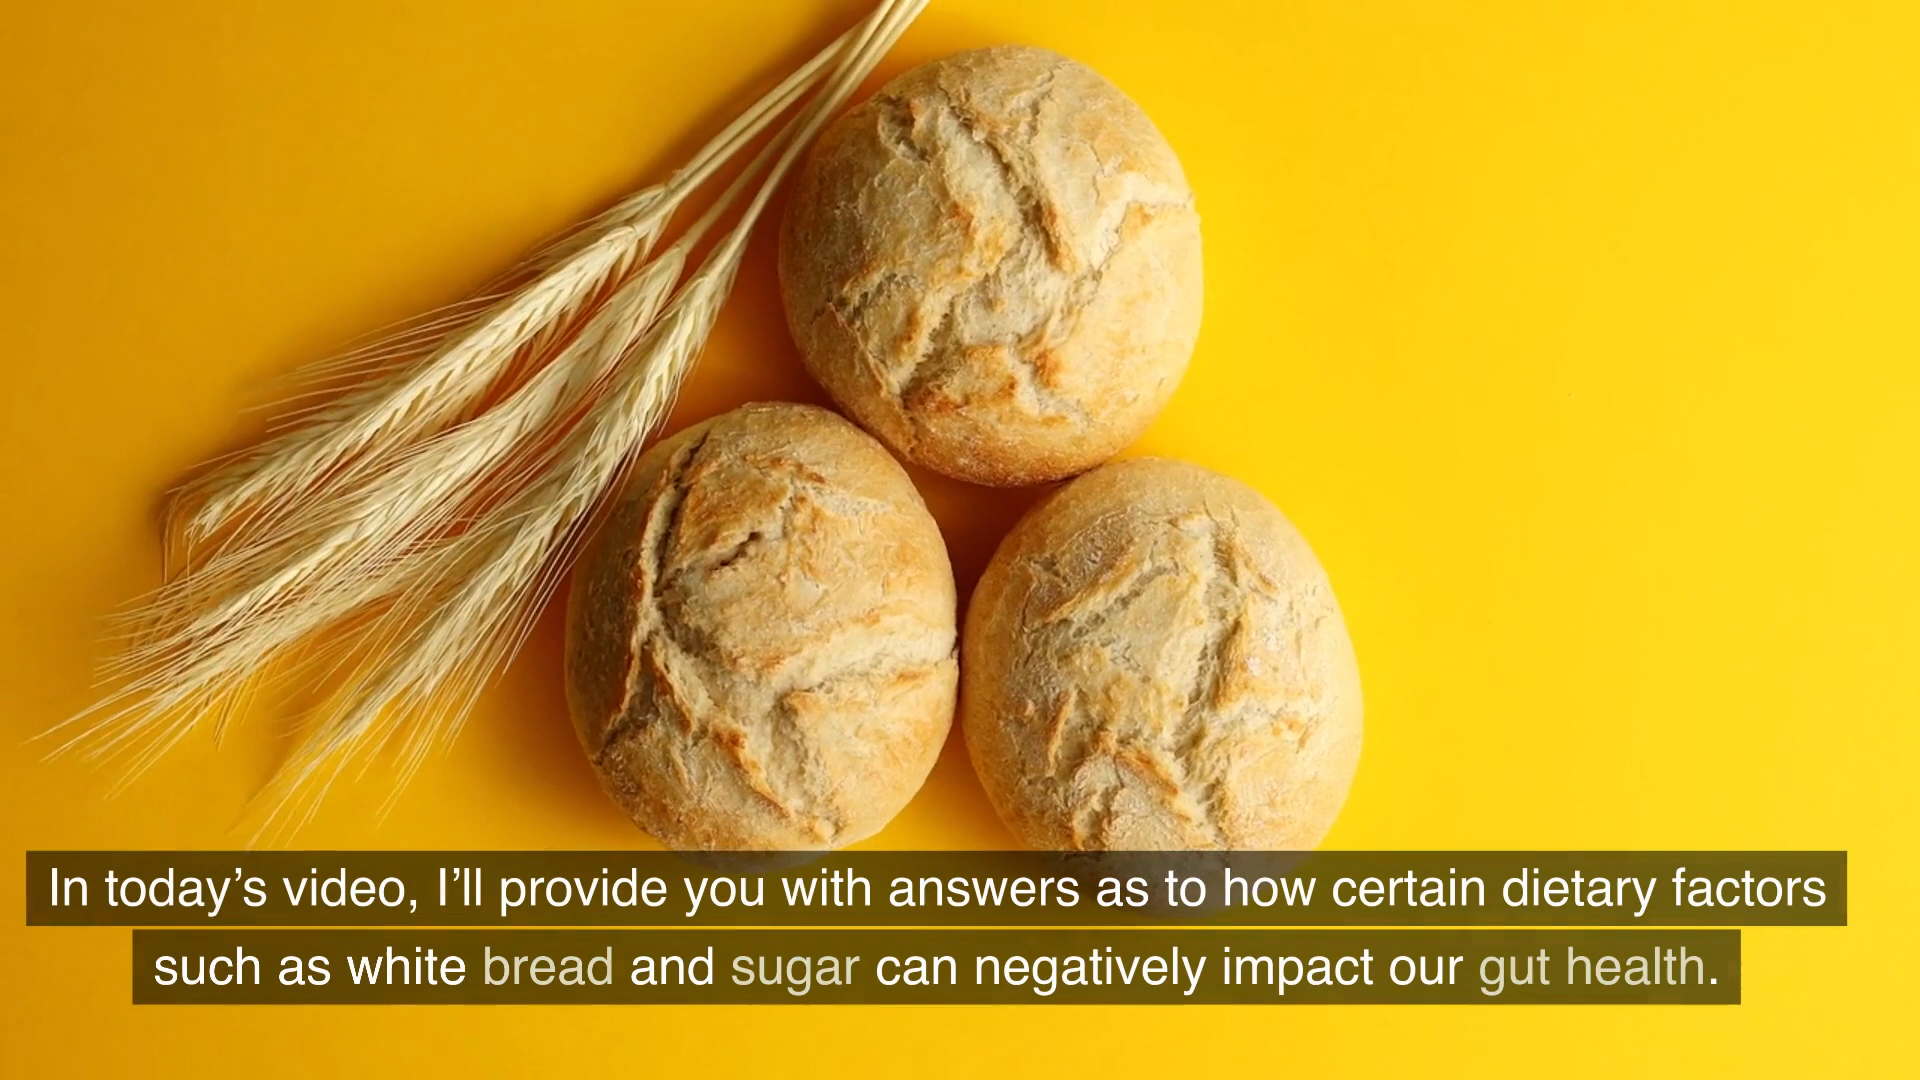 In today’s video, I’ll provide you with answers as to how certain dietary factors
such as white bread and sugar can negatively impact our gut health.